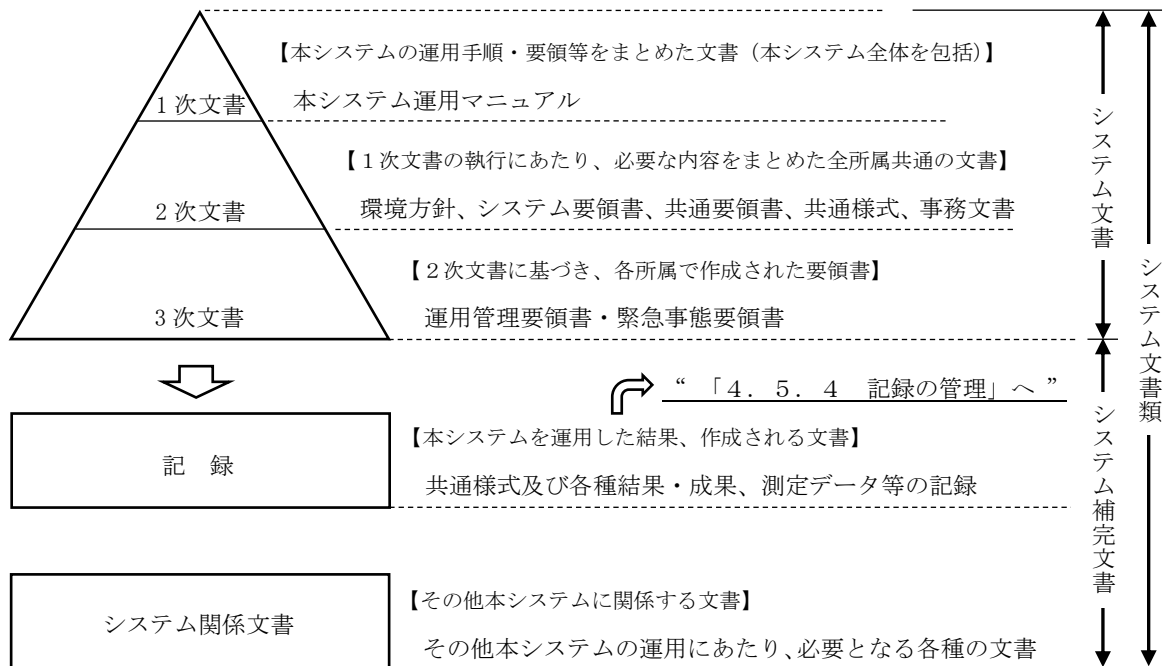 【本システムの運用手順・要領等をまとめた文書（本システム全体を包括）】
1次文書
本システム運用マニュアル
【１次文書の執行にあたり、必要な内容をまとめた全所属共通の文書】
2次文書
環境方針、システム要領書、共通要領書、共通様式、事務文書
【２次文書に基づき、各所属で作成された要領書】
3次文書
運用管理要領書・緊急事態要領書
“ 「４．５．４　記録の管理」へ ”
【本システムを運用した結果、作成される文書】
記　録
共通様式及び各種結果・成果、測定データ等の記録
【その他本システムに関係する文書】
システム関係文書
その他本システムの運用にあたり、必要となる各種の文書
システム文書
システム補完文書
システム文書類